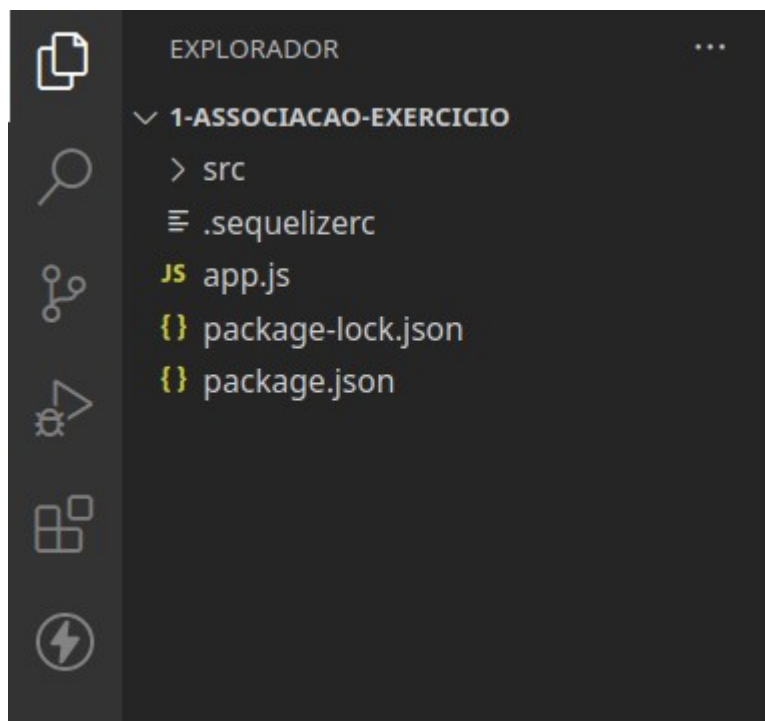 EXPLORADOR
1-ASSOCIACAO-EXERCICIO
src
.sequelizerc
JS app.js
{} package-lock.json
{} package.json